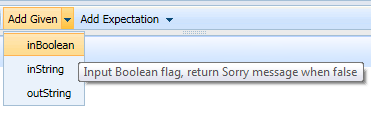 Add Given Add Expectation
inBoolean
inString
Input Boolean flag, return Sorry message when false
outString